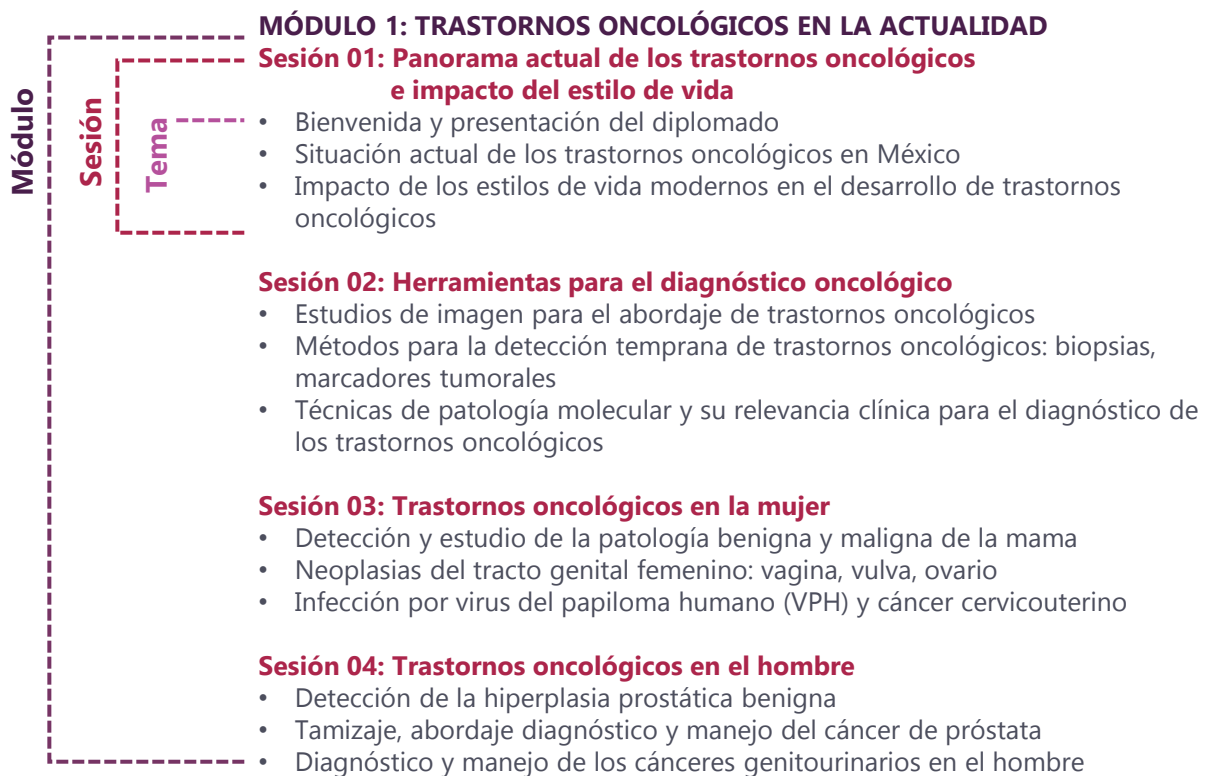 MÓDULO 1: TRASTORNOS ONCOLÓGICOS EN LA ACTUALIDAD
Sesión 01: Panorama actual de los trastornos oncológicos
e impacto del estilo de vida
Módulo
Sesión
Tema
• Bienvenida y presentación del diplomado
• Situación actual de los trastornos oncológicos en México
• Impacto de los estilos de vida modernos en el desarrollo de trastornos
oncológicos
Sesión 02: Herramientas para el diagnóstico oncológico
• Estudios de imagen para el abordaje de trastornos oncológicos
• Métodos para la detección temprana de trastornos oncológicos: biopsias,
marcadores tumorales
• Técnicas de patología molecular y su relevancia clínica para el diagnóstico de
los trastornos oncológicos
Sesión 03: Trastornos oncológicos en la mujer
• Detección y estudio de la patología benigna y maligna de la mama
• Neoplasias del tracto genital femenino: vagina, vulva, ovario
• Infección por virus del papiloma humano (VPH) y cáncer cervicouterino
Sesión 04: Trastornos oncológicos en el hombre
• Detección de la hiperplasia prostática benigna
• Tamizaje, abordaje diagnóstico y manejo del cáncer de próstata
• Diagnóstico y manejo de los cánceres genitourinarios en el hombre